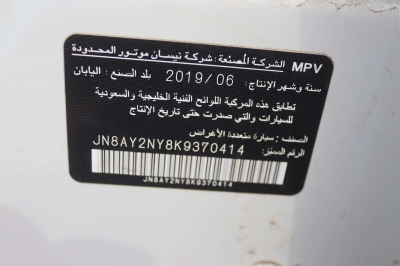 MPV الشركة المصنعة: شركة نيسان موتور المحدودة
سنة وشهر الإنتاج: 2019/06 بلد الصنع: اليابان
تطابق هذه المركبة اللوائح الفنية الخليجية والسعودية
للسيارات والتي صدرت حتى تاريخ الإنتاج
الصنف: سيارة متعددة الأغراض
الرقم المميز: JN8AY2NY8K9370414
JN8AY2NY8K9370414